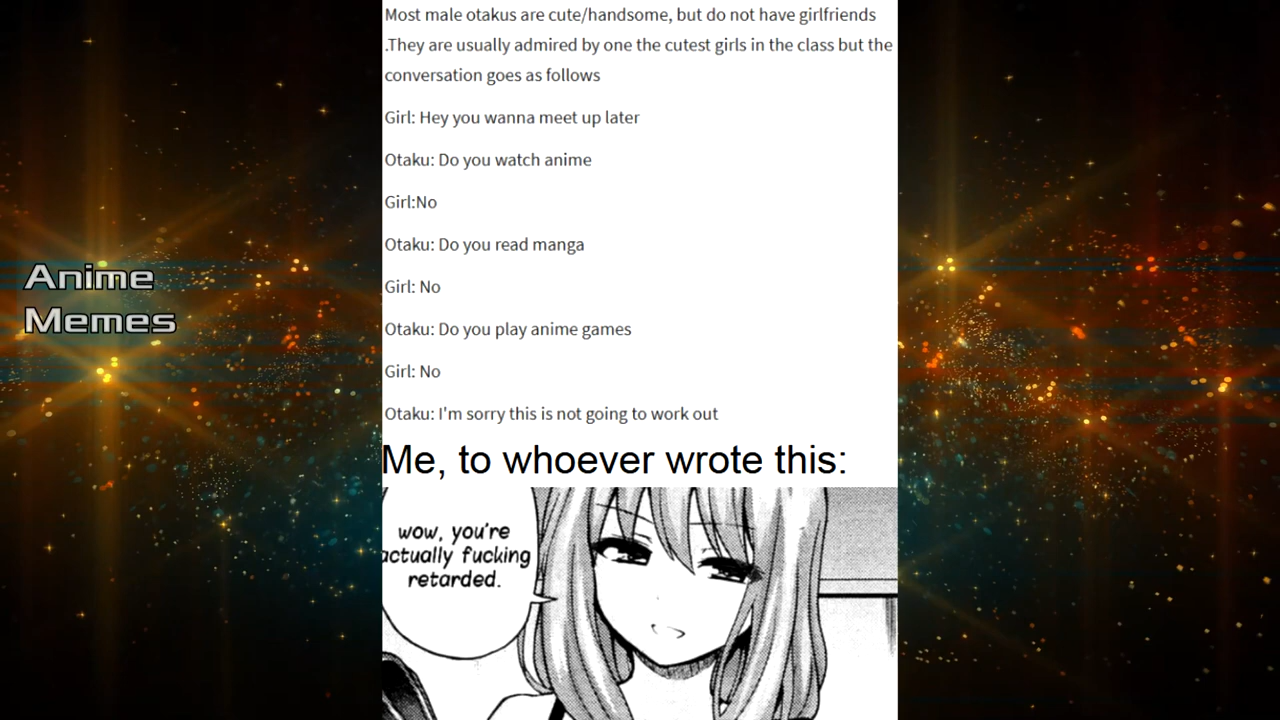 Most male otakus are cute/handsome, but do not have girlfriends
.They are usually admired by one the cutest girls in the class but the
conversation goes as follows
Girl: Hey you wanna meet up later
Otaku: Do you watch anime
Girl:No
Otaku: Do you read manga
Girl: No
Otaku: Do you play anime games
Girl: No
Otaku: I'm sorry this is not going to work out
Me, to whoever wrote this:
wow, you're
actually fucking
retarded.
Anime
Memes